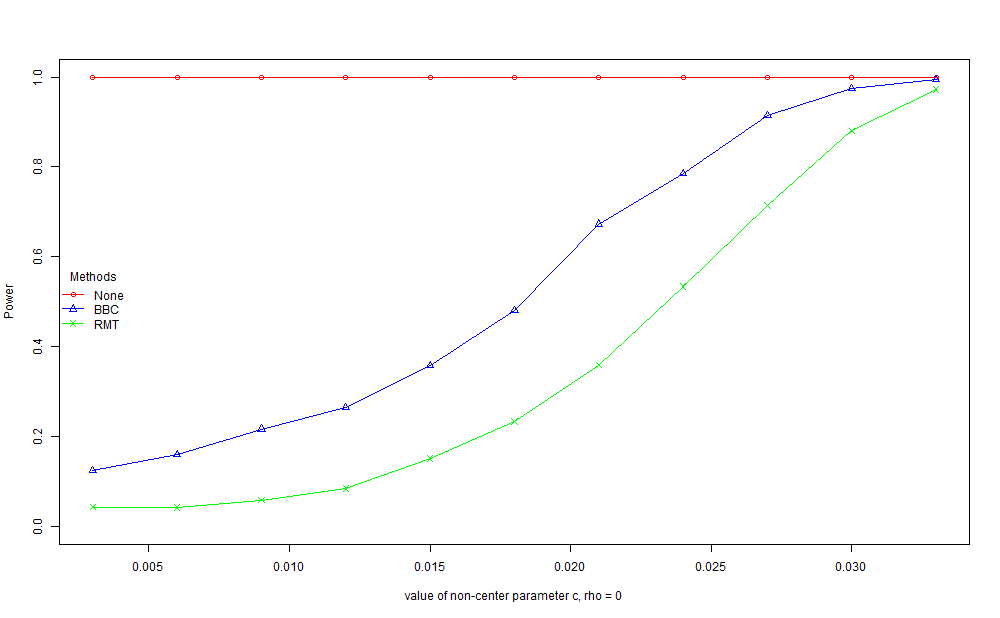 1.0
0.8
0.6
0.4
0.2
0.0
Power
Methods
None
BBC
RMT
0.005 0.010 0.015 0.020 0.025 0.030
value of non-center parameter c, rho = 0